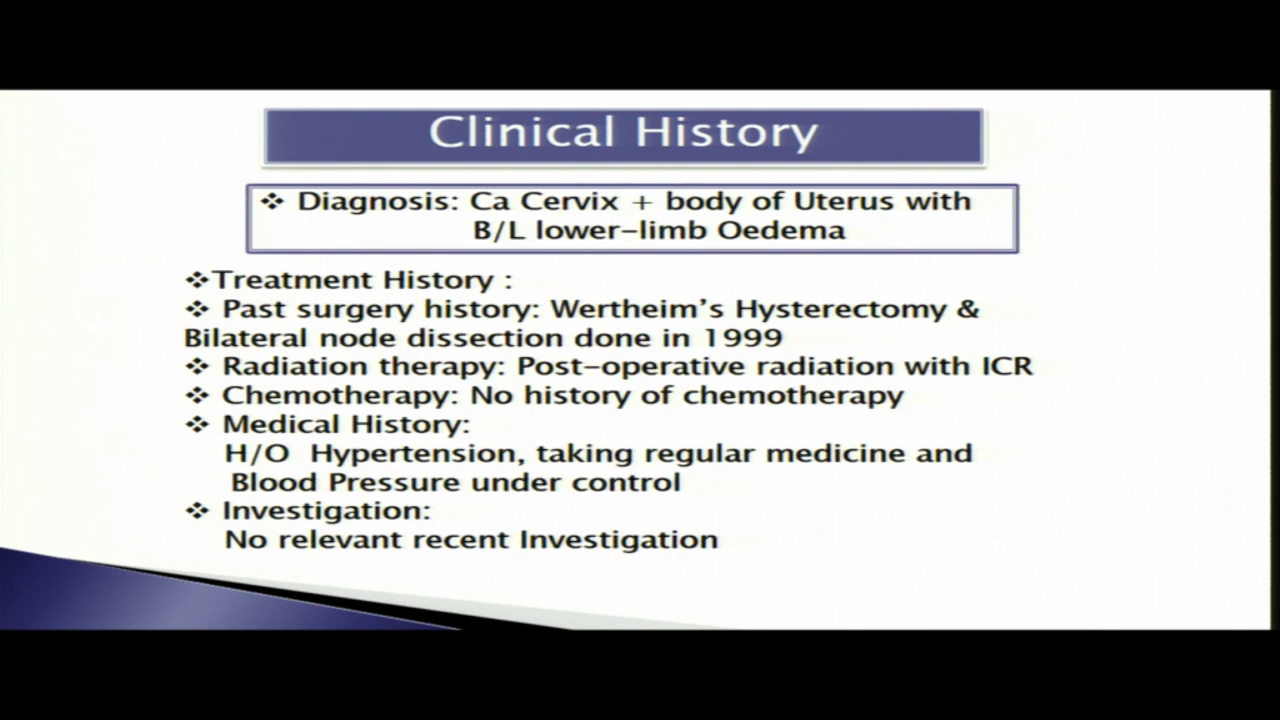 Clinical History
❖ Diagnosis: Ca Cervix + body of Uterus with
B/L lower-limb Oedema
❖Treatment History :
❖ Past surgery history: Wertheim's Hysterectomy &
Bilateral node dissection done in 1999
❖ Radiation therapy: Post-operative radiation with ICR
❖ Chemotherapy: No history of chemotherapy
❖ Medical History:
H/O Hypertension, taking regular medicine and
Blood Pressure under control
❖ Investigation:
No relevant recent Investigation